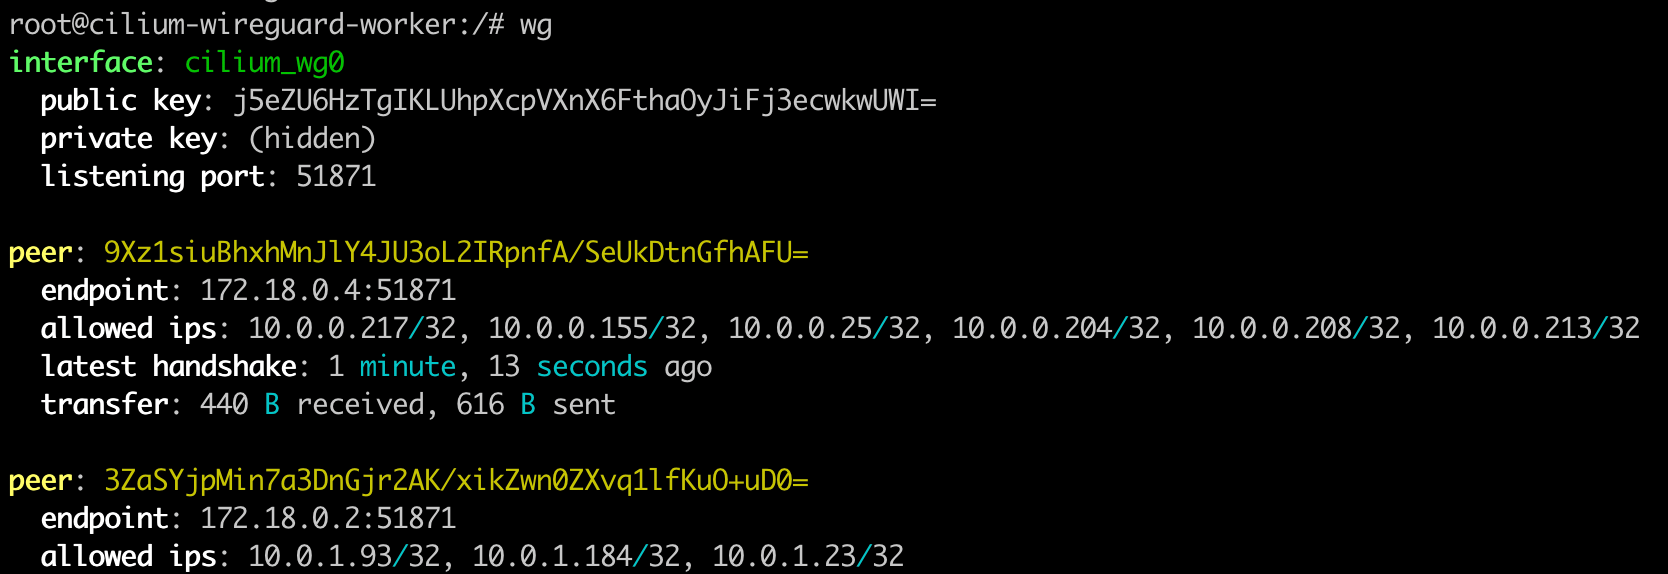 root@cilium-wireguard-worker:/# wg
interface: cilium_wg0
public key: j5eZU6HzTgIKLUhpXcpVXnX6FthaOyJiFj3ecwkwUWI=
private key: (hidden)
listening port: 51871
peer: 9Xz1siuBhxhMnJlY4JU3oL2IRpnfA/SeUkDtnGfhAFU=
endpoint: 172.18.0.4:51871
allowed ips: 10.0.0.217/32, 10.0.0.155/32, 10.0.0.25/32, 10.0.0.204/32, 10.0.0.208/32, 10.0.0.213/32
latest handshake: 1 minute, 13 seconds ago
transfer: 440 B received, 616 B sent
peer: 3ZaSYjpMin7a3DnGjr2AK/xikZwn0ZXvq1lfKuO+uD0=
endpoint: 172.18.0.2:51871
allowed ips: 10.0.1.93/32, 10.0.1.184/32, 10.0.1.23/32